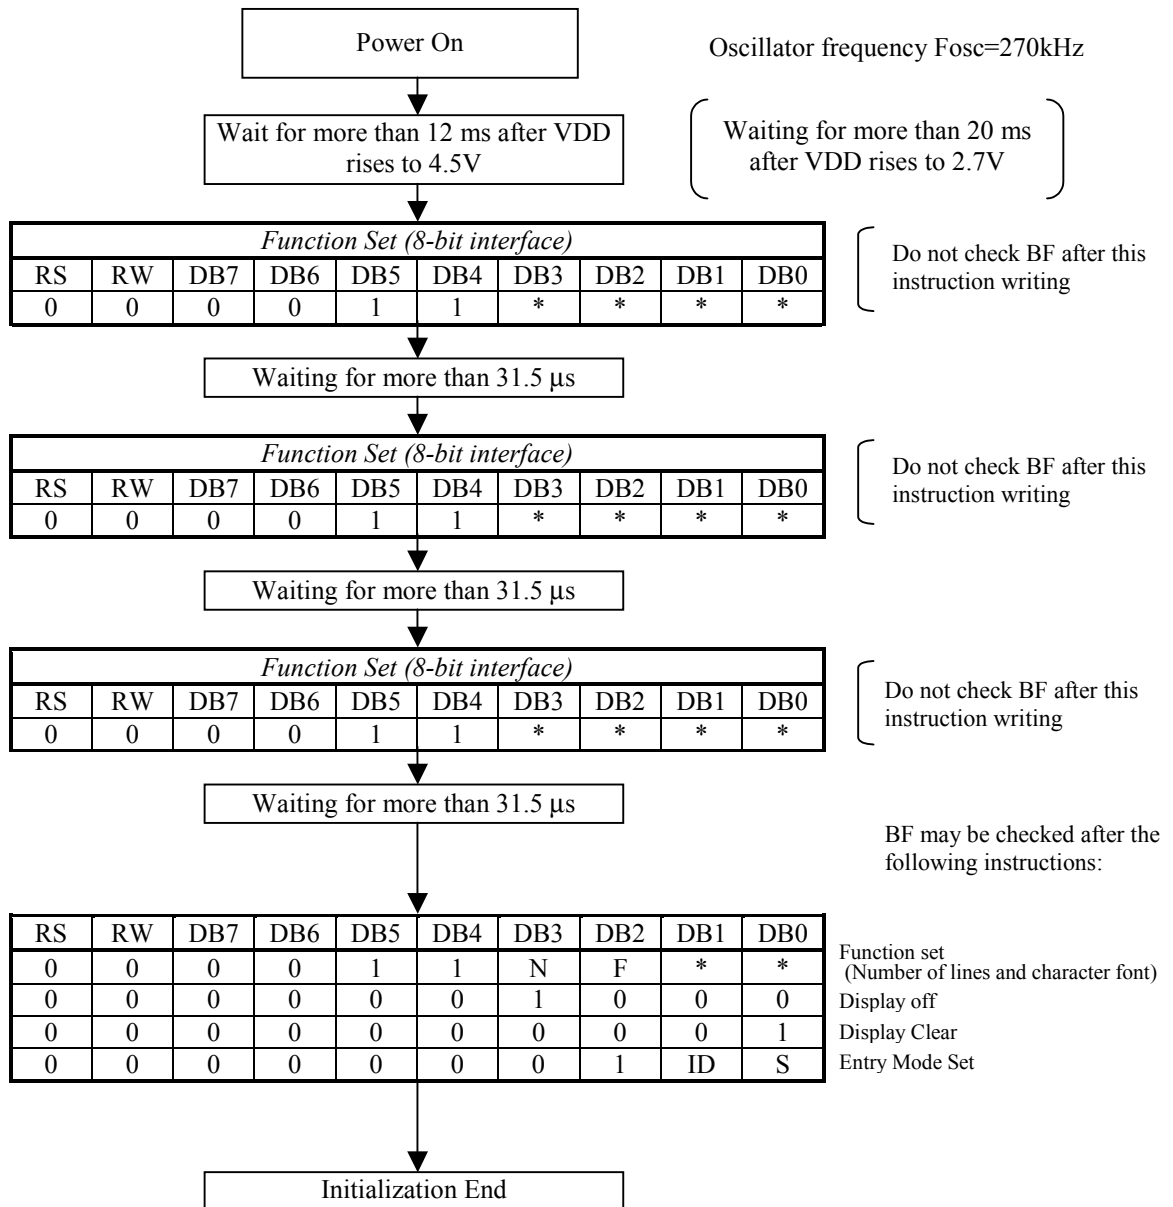 Power On
Oscillator frequency Fosc=270kHz
Wait for more than 12 ms after VDD
rises to 4.5V
Waiting for more than 20 ms
after VDD rises to 2.7V
Function Set (8-bit interface)
RS RW DB7 DB6 DB5 DB4 DB3 DB2 DB1 DB0
0 0 0 0 1 1 * * * *
Do not check BF after this
instruction writing
Waiting for more than 31.5 µs
Function Set (8-bit interface)
RS RW DB7 DB6 DB5 DB4 DB3 DB2 DB1 DB0
0 0 0 0 1 1 * * * *
Do not check BF after this
instruction writing
Waiting for more than 31.5 µs
Function Set (8-bit interface)
RS RW DB7 DB6 DB5 DB4 DB3 DB2 DB1 DB0
0 0 0 0 1 1 * * * *
Do not check BF after this
instruction writing
Waiting for more than 31.5 µs
BF may be checked after the
following instructions:
RS RW DB7 DB6 DB5 DB4 DB3 DB2 DB1 DB0
0 0 0 0 1 1 N F * *
Function set
(Number of lines and character font)
0 0 0 0 0 0 1 0 0 0 Display off
0 0 0 0 0 0 0 0 0 1 Display Clear
0 0 0 0 0 0 0 1 ID S Entry Mode Set
Initialization End